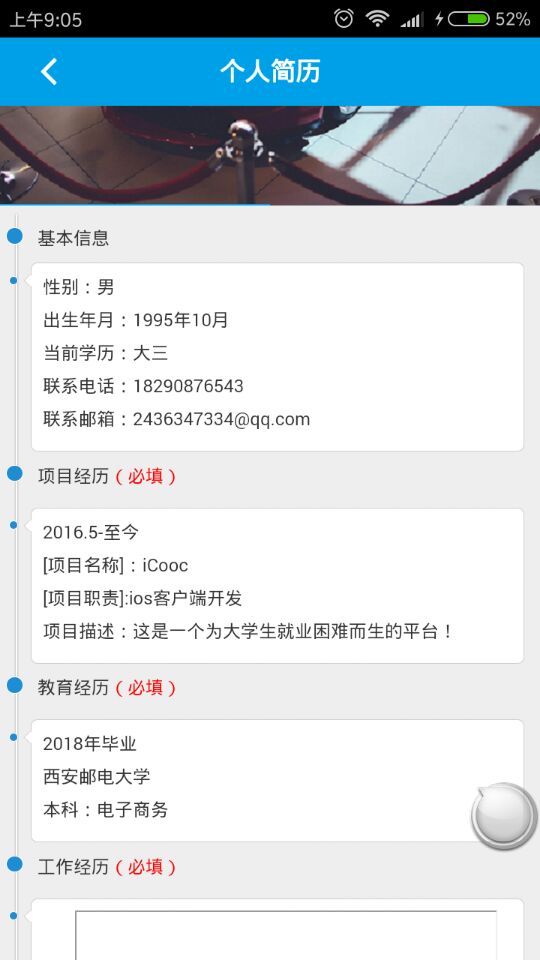 上午9:05
52%
个人简历
基本信息
性别：男
出生年月：1995年10月
当前学历：大三
联系电话：18290876543
联系邮箱：2436347334@qq.com
项目经历（必填）
2016.5-至今
[项目名称]：iCooc
[项目职责]:ios客户端开发
项目描述：这是一个为大学生就业困难而生的平台！
教育经历（必填）
2018年毕业
西安邮电大学
本科：电子商务
工作经历（必填）